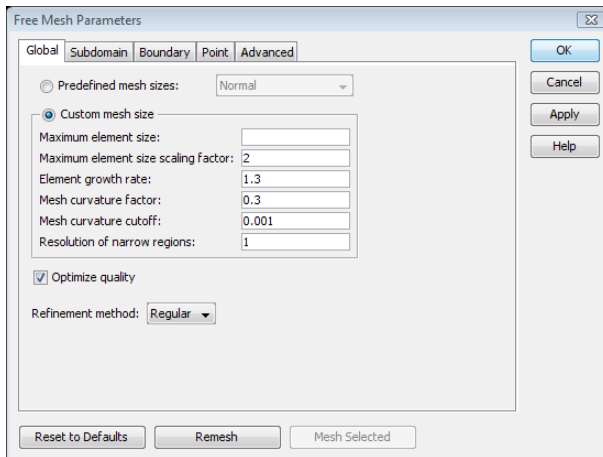 Free Mesh Parameters
Global Subdomain Boundary Point Advanced
OK
Predefined mesh sizes: Normal
Cancel
Custom mesh size
Apply
Maximum element size:
Help
Maximum element size scaling factor: 2
Element growth rate: 1.3
Mesh curvature factor: 0.3
Mesh curvature cutoff: 0.001
Resolution of narrow regions: 1
Optimize quality
Refinement method: Regular
Reset to Defaults Remesh Mesh Selected